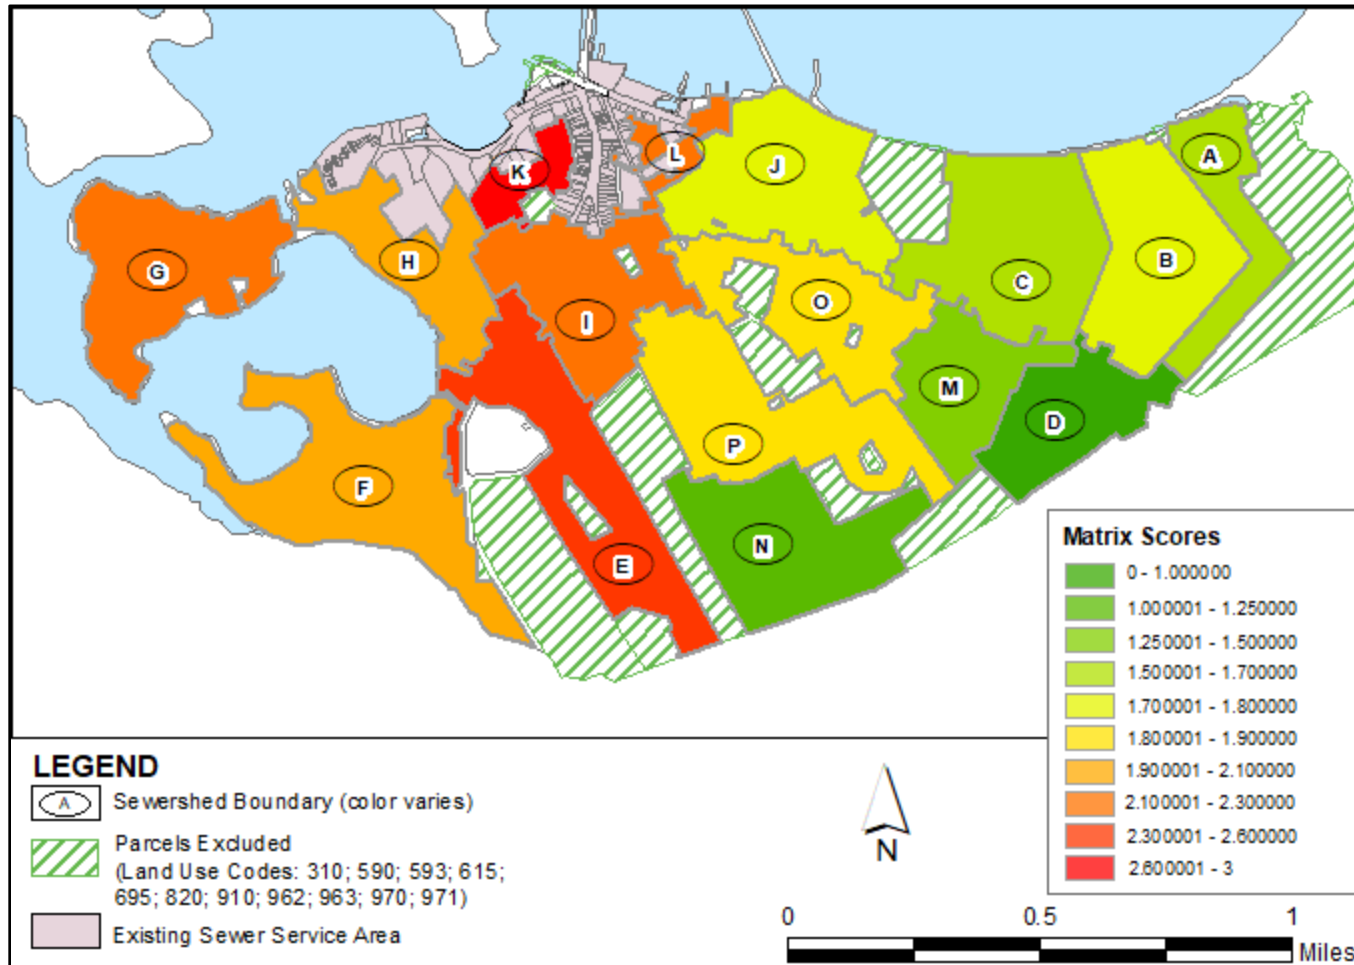 A
L
J
K
B
G
H
C
O
I
M
D
P
F
N
E
Matrix Scores
0 - 1.000000
1.000001 - 1.250000
1.250001 - 1.500000
1.500001 - 1.700000
1.700001 - 1.800000
1.800001 - 1.900000
1.900001 - 2.100000
2.100001 - 2.300000
2.300001 - 2.600000
2.600001 - 3
LEGEND
A Sewershed Boundary (color varies)
Parcels Excluded
(Land Use Codes: 310; 590; 593; 615;
695; 820; 910; 962; 963; 970; 971)
Existing Sewer Service Area
N
0 0.5 1
Miles